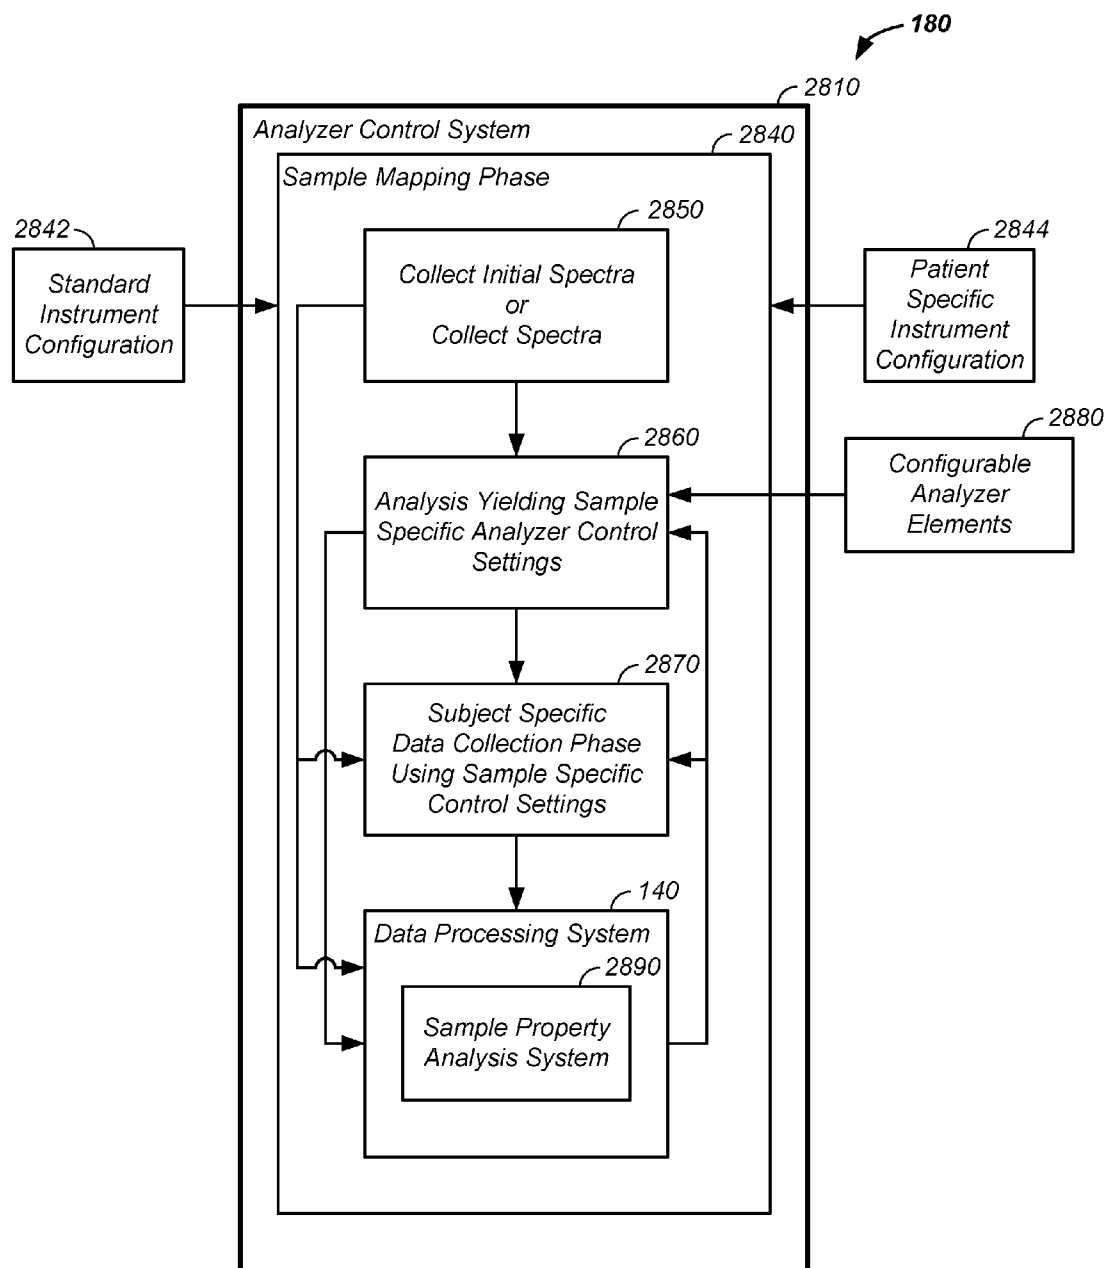 180
2810
Analyzer Control System
2840
Sample Mapping Phase
2850
Collect Initial Spectra
or
Collect Spectra
2842
Standard
Instrument
Configuration
2844
Patient
Specific
Instrument
Configuration
2860
Analysis Yielding Sample
Specific Analyzer Control
Settings
2880
Configurable
Analyzer
Elements
2870
Subject Specific
Data Collection Phase
Using Sample Specific
Control Settings
140
Data Processing System
2890
Sample Property
Analysis System